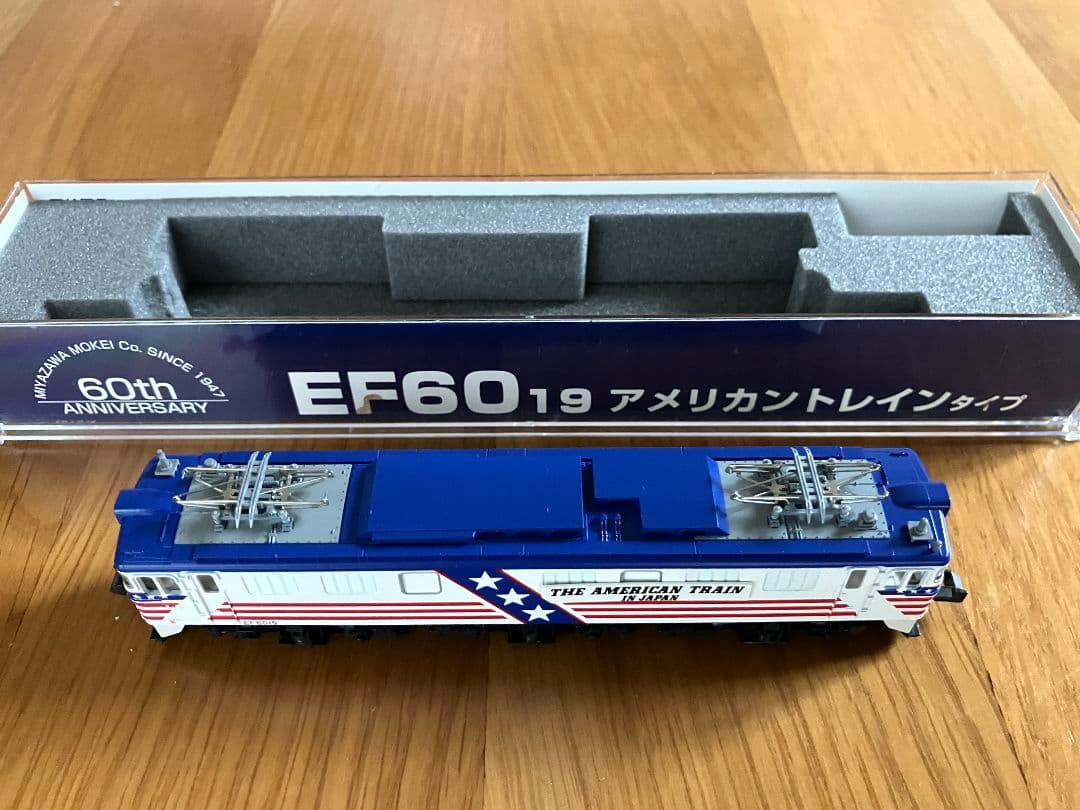 MIYAZAWA MOKEI Co. SINCE 1947
60th
ANNIVERSARY
EF60 19 アメリカントレインタイプ
THE AMERICAN TRAIN
IN JAPAN
EF6019